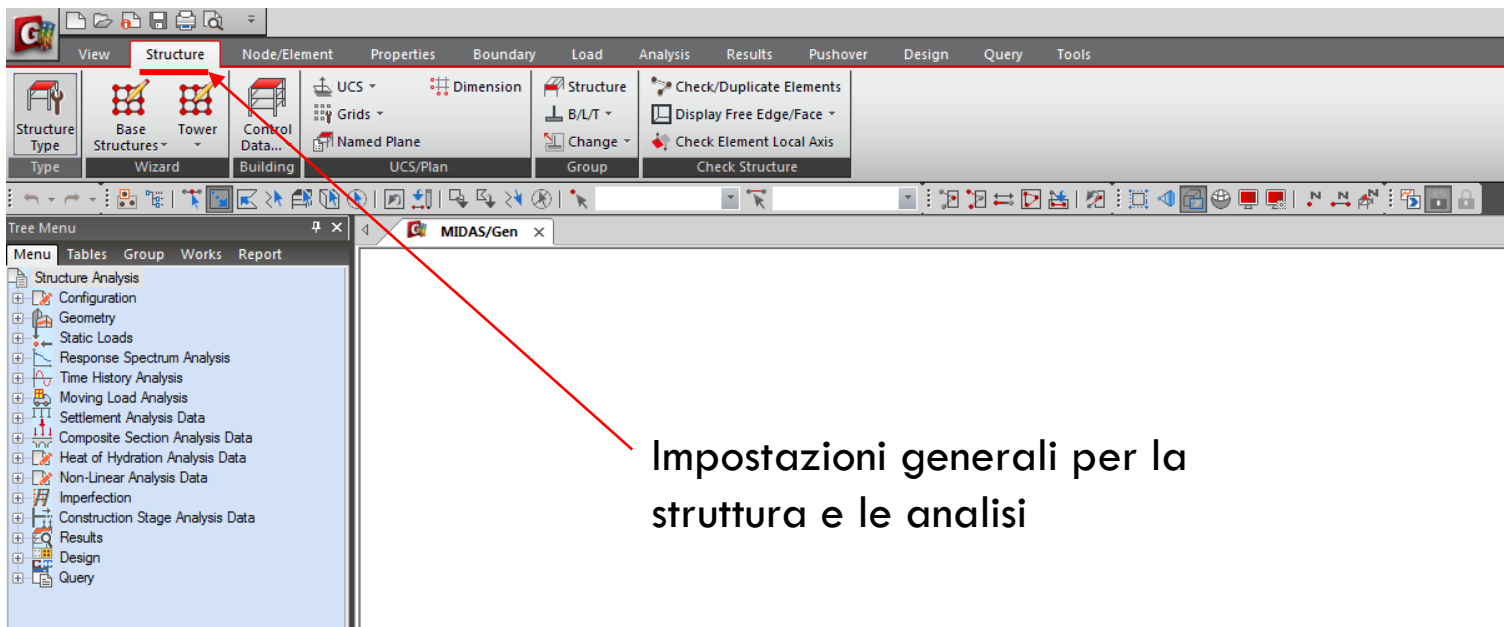 View Structure Node/Element Properties Boundary Load Analysis Results Pushover Design Query Tools
Structure Type
Base Structures
Tower
Control Data...
UCS
Grids
Named Plane
Dimension
Structure
B/L/T
Change
Check/Duplicate Elements
Display Free Edge/Face
Check Element Local Axis
Type Wizard Building UCS/Plan Group Check Structure
Tree Menu
MIDAS/Gen
Menu Tables Group Works Report
Structure Analysis
Configuration
Geometry
Static Loads
Response Spectrum Analysis
Time History Analysis
Moving Load Analysis
Settlement Analysis Data
Composite Section Analysis Data
Heat of Hydration Analysis Data
Non-Linear Analysis Data
Imperfection
Construction Stage Analysis Data
Results
Design
Query
Impostazioni generali per la
struttura e le analisi